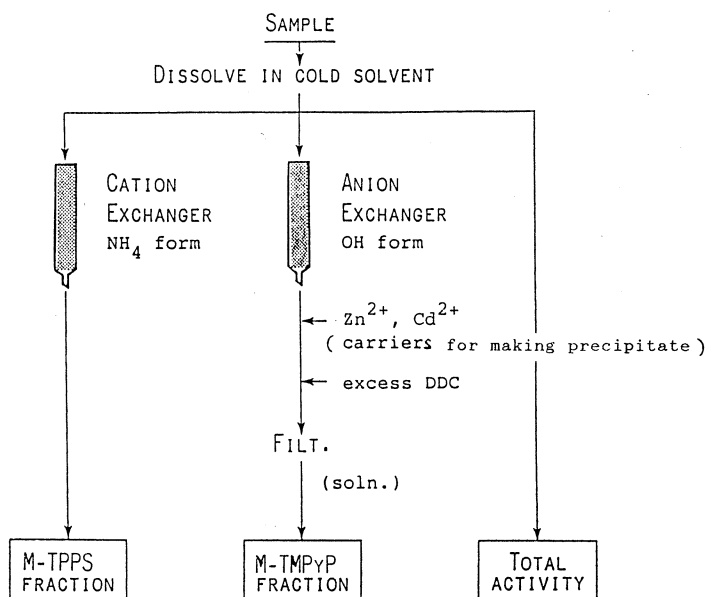 SAMPLE
DISSOLVE IN COLD SOLVENT
CATION
EXCHANGER
NH4 form
ANION
EXCHANGER
OH form
Zn2+, Cd2+
(carriers for making precipitate)
excess DDC
FILT.
(soln.)
M-TPPS
FRACTION
M-TMPYP
FRACTION
TOTAL
ACTIVITY